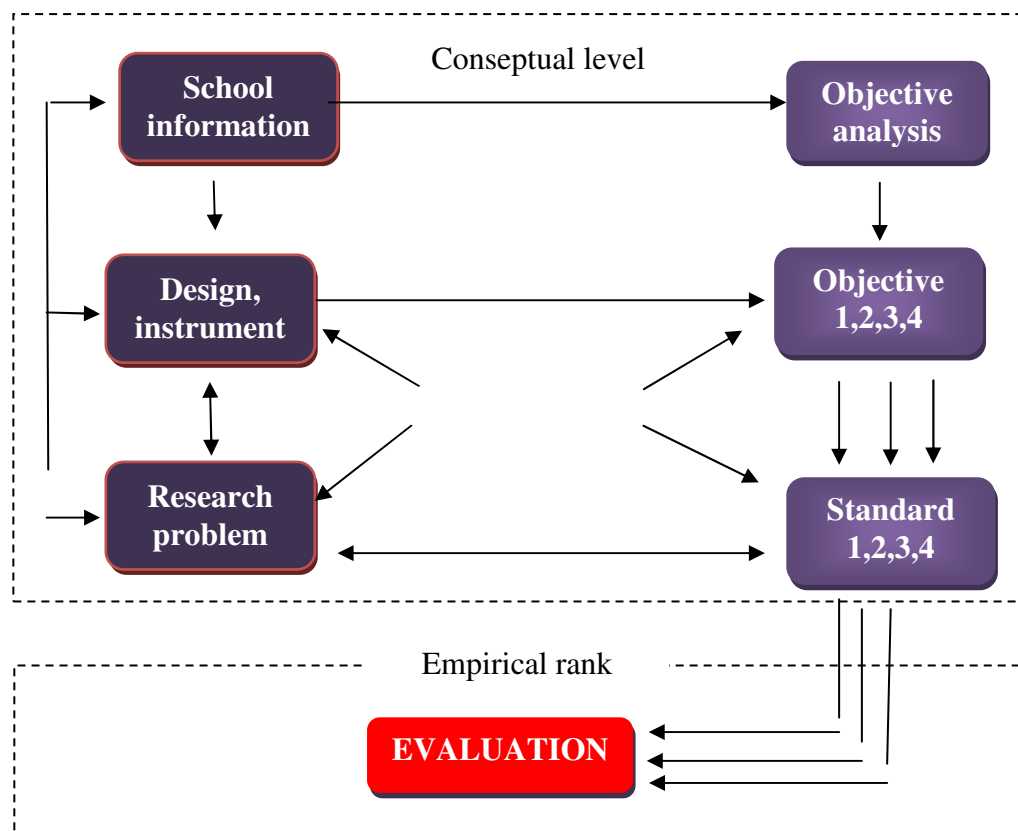 Conseptual level
School
information
Objective
analysis
Design,
instrument
Objective
1,2,3,4
Research
problem
Standard
1,2,3,4
Empirical rank
EVALUATION